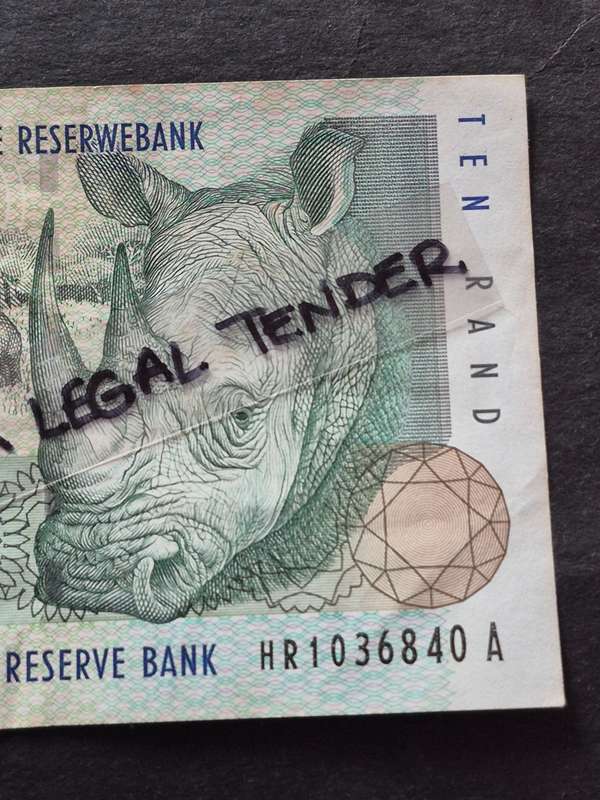 E RESERWEBANK
TEN RAND
LEGAL TENDER.
RESERVE BANK
HR1036840 A